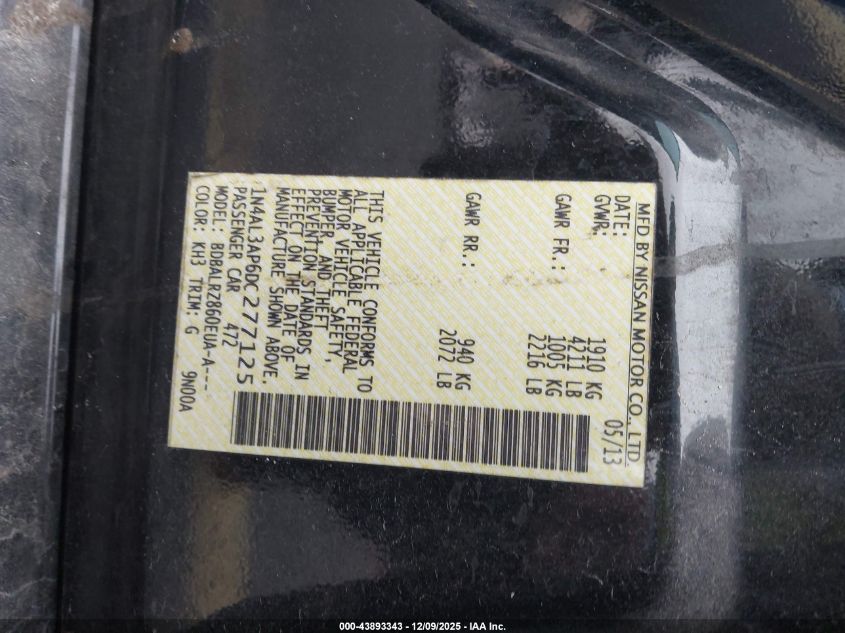 MFD BY NISSAN MOTOR CO., LTD.
DATE: 05/13
GVWR: 1910 KG
4211 LB
GAWR FR.: 1005 KG
2216 LB
GAWR RR.: 940 KG
2072 LB
THIS VEHICLE CONFORMS TO
ALL APPLICABLE FEDERAL
MOTOR VEHICLE SAFETY,
BUMPER, AND THEFT
PREVENTION STANDARDS IN
EFFECT ON THE DATE OF
MANUFACTURE SHOWN ABOVE.
1N4AL3AP6DC277125
PASSENGER CAR 472
MODEL: BDBALRZ860EUA-A---
COLOR: KH3 TRIM: G 9N00A
000-43893343 - 12/09/2025 - IAA Inc.